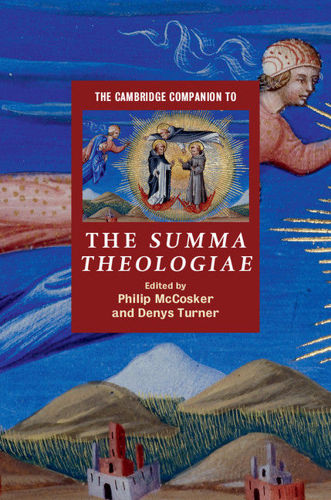 THE CAMBRIDGE COMPANION TO
THE SUMMA
THEOLOGIAE
Edited by
Philip McCosker
and Denys Turner